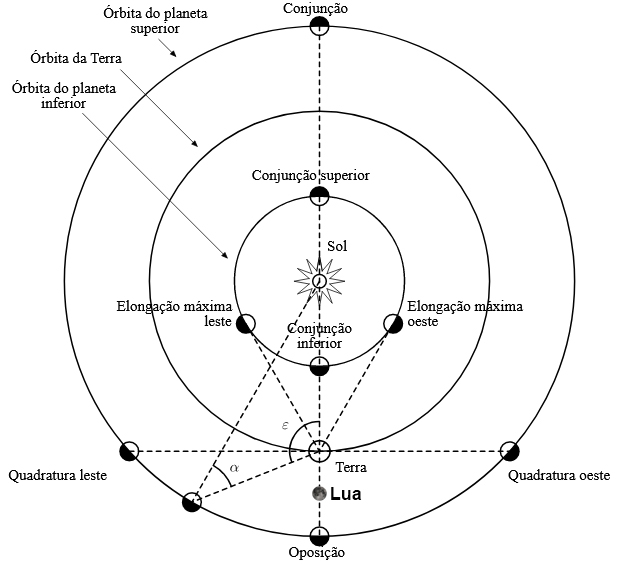 Conjunção
Órbita do planeta
superior
Órbita da Terra
Órbita do planeta
inferior
Conjunção superior
Sol
Elongação máxima
leste
Elongação máxima
oeste
Conjunção
inferior
ε
α
Terra
Quadratura leste
Quadratura oeste
Lua
Oposição